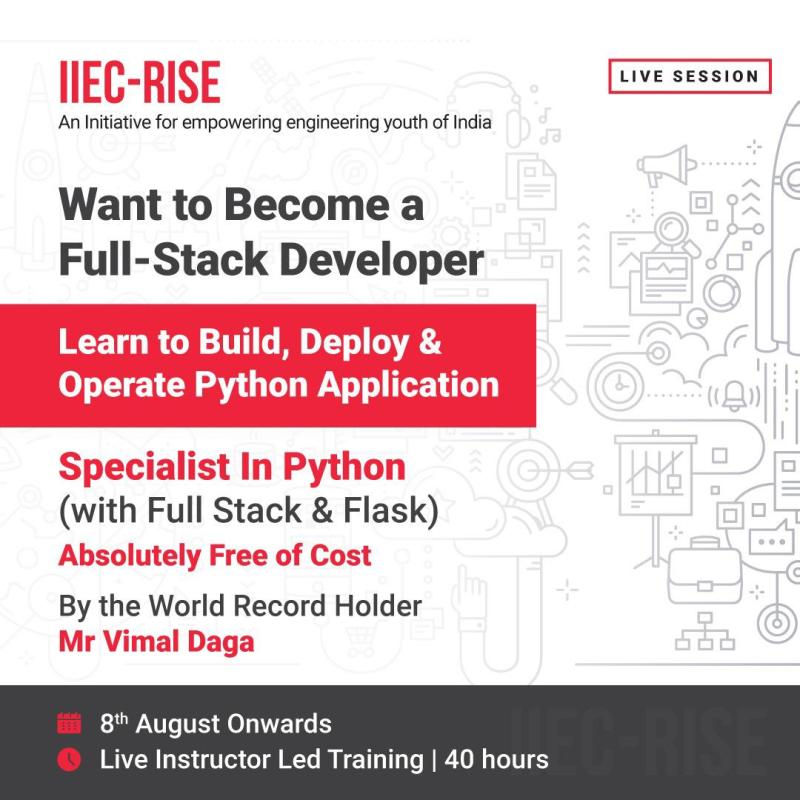 IIEC-RISE
LIVE SESSION
An Initiative for empowering engineering youth of India
Want to Become a
Full-Stack Developer
Learn to Build, Deploy &
Operate Python Application
Specialist In Python
(with Full Stack & Flask)
Absolutely Free of Cost
By the World Record Holder
Mr Vimal Daga
8th August Onwards
Live Instructor Led Training | 40 hours
IIEC-RISE